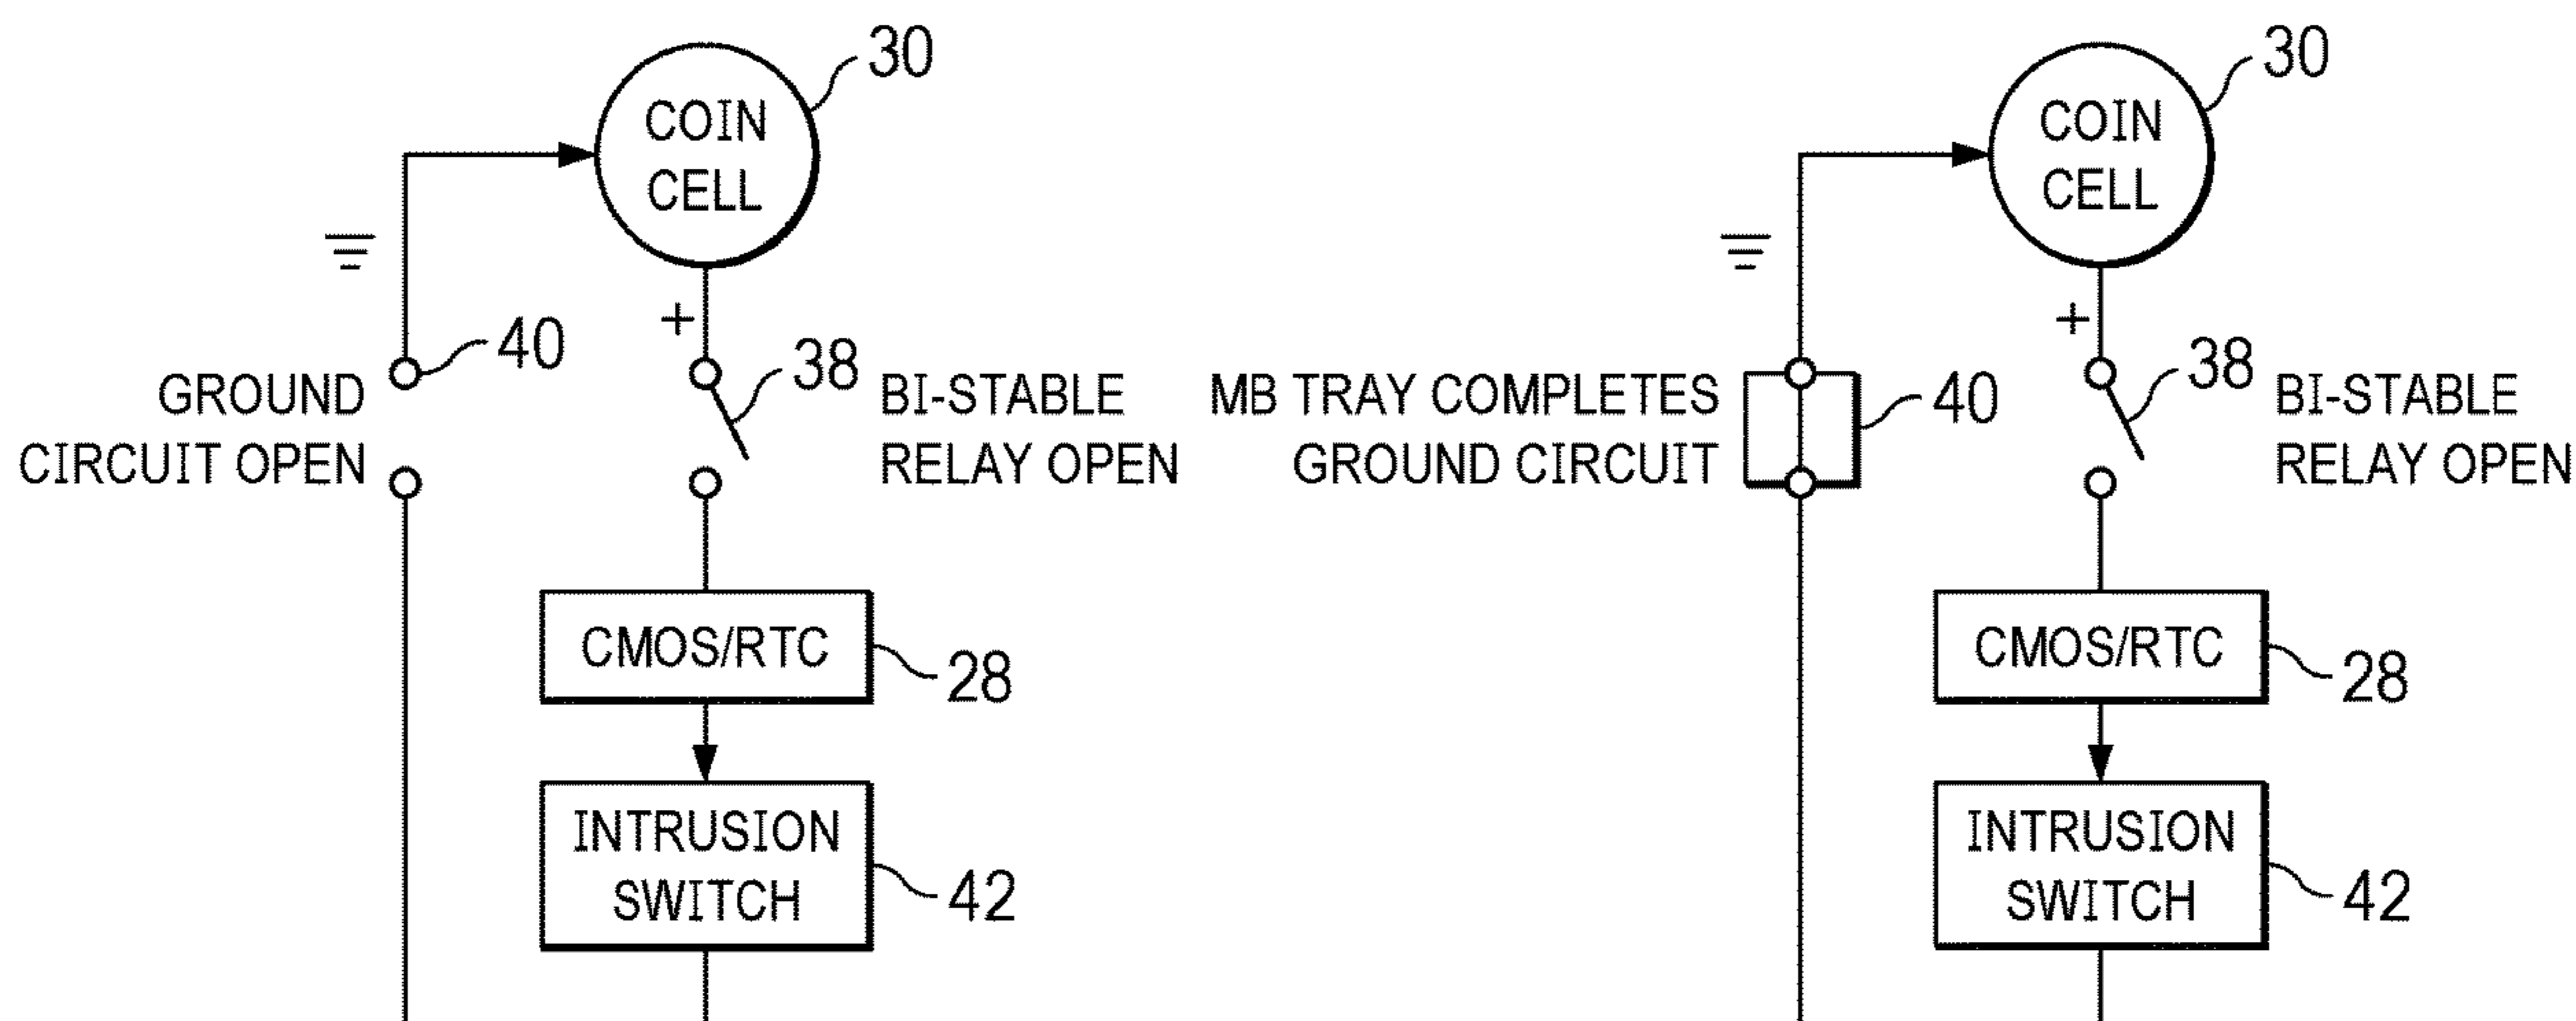 30
COIN
CELL
+
40
GROUND
CIRCUIT OPEN
38
BI-STABLE
RELAY OPEN
CMOS/RTC
28
INTRUSION
SWITCH
42
30
COIN
CELL
+
MB TRAY COMPLETES
GROUND CIRCUIT
40
38
BI-STABLE
RELAY OPEN
CMOS/RTC
28
INTRUSION
SWITCH
42